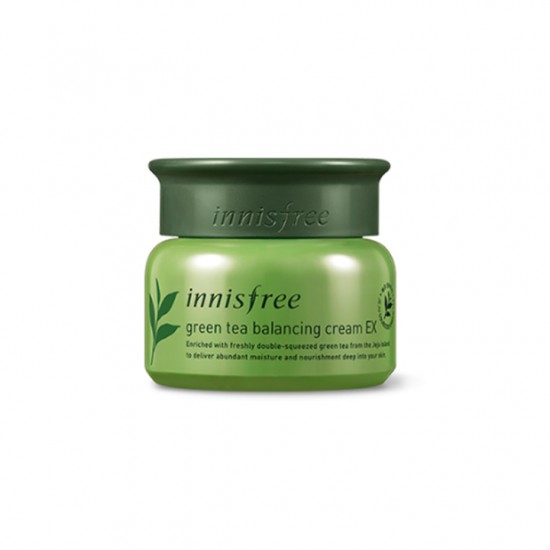 innisfree
innisfree
green tea balancing cream EX
Enriched with freshly double-squeezed green tea from the Jeju island
to deliver abundant moisture and nourishment deep into your skin.